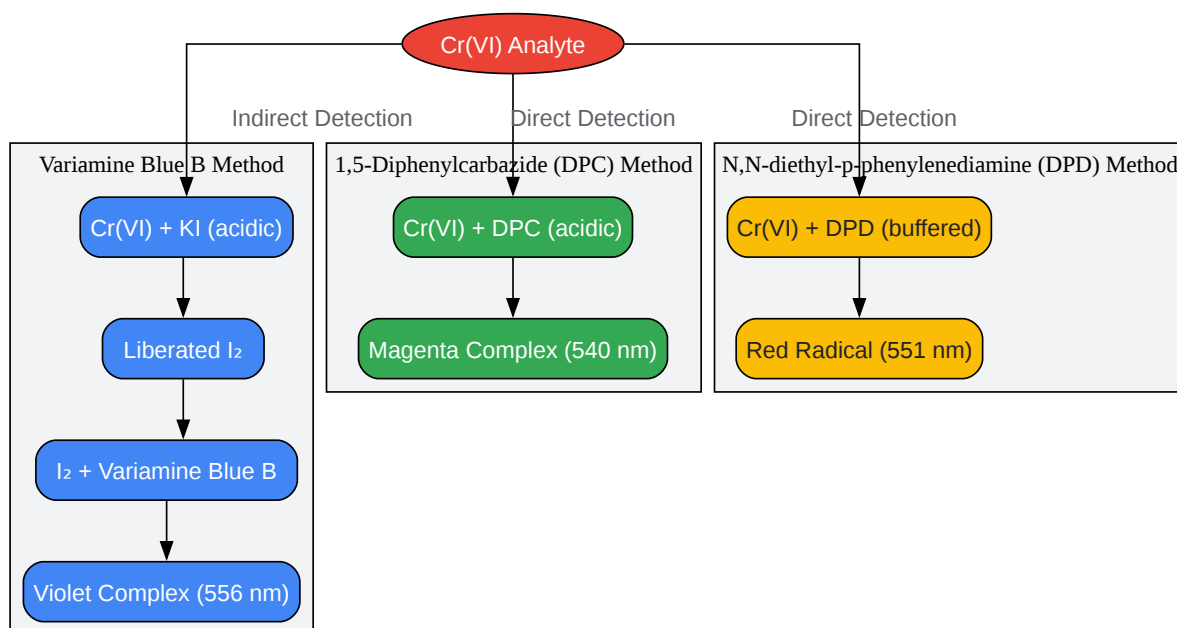 Cr(VI) Analyte
Indirect Detection
Direct Detection
Direct Detection
Variamine Blue B Method
1,5-Diphenylcarbazide (DPC) Method
N,N-diethyl-p-phenylenediamine (DPD) Method
Cr(VI) + KI (acidic)
Cr(VI) + DPC (acidic)
Cr(VI) + DPD (buffered)
Liberated I₂
Magenta Complex (540 nm)
Red Radical (551 nm)
I₂ + Variamine Blue B
Violet Complex (556 nm)